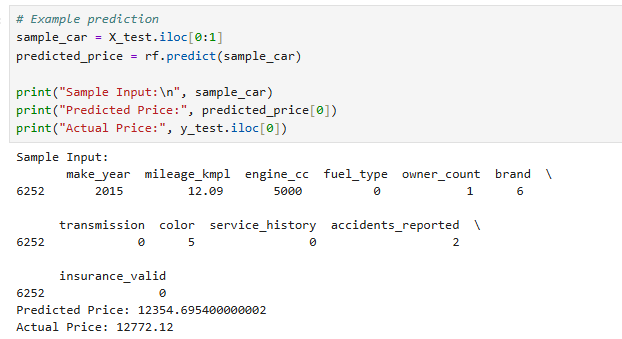 # Example prediction
sample_car = X_test.iloc[0:1]
predicted_price = rf.predict(sample_car)
print("Sample Input:\n", sample_car)
print("Predicted Price:", predicted_price[0])
print("Actual Price:", y_test.iloc[0])
Sample Input:
make_year mileage_kmpl engine_cc fuel_type owner_count brand \
6252 2015 12.09 5000 0 1 6
transmission color service_history accidents_reported \
6252 0 5 0 2
insurance_valid
6252 0
Predicted Price: 12354.695400000002
Actual Price: 12772.12